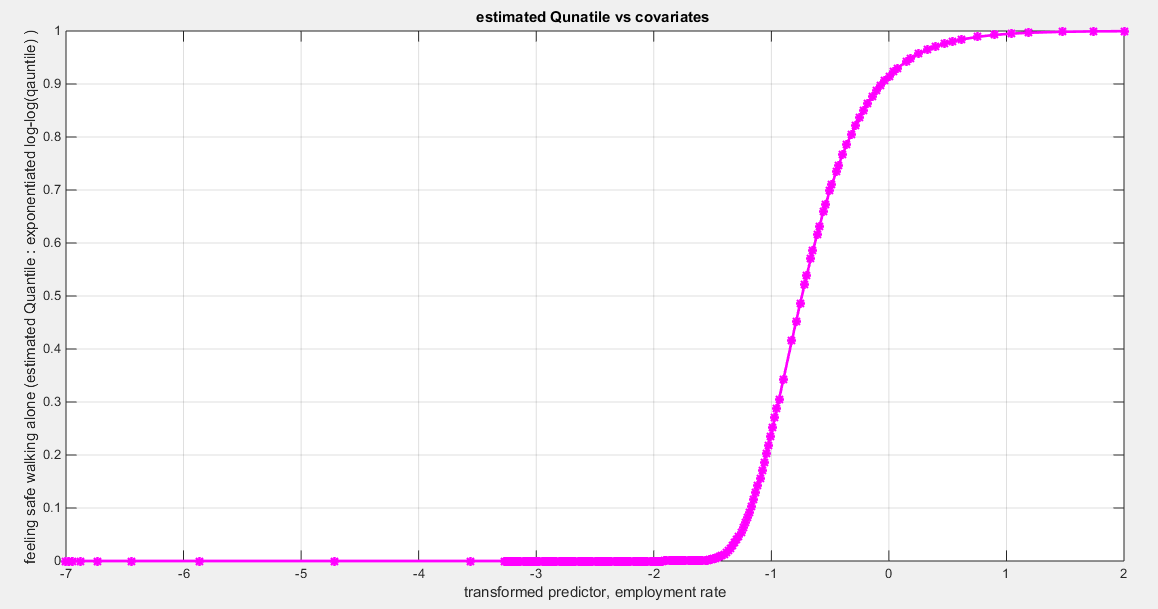 estimated Qunatile vs covariates
feeling safe walking alone (estimated Quantile : exponentiated log-log(qauntile) )
1
0.9
0.8
0.7
0.6
0.5
0.4
0.3
0.2
0.1
0
-7 -6 -5 -4 -3 -2 -1 0 1 2
transformed predictor, employment rate